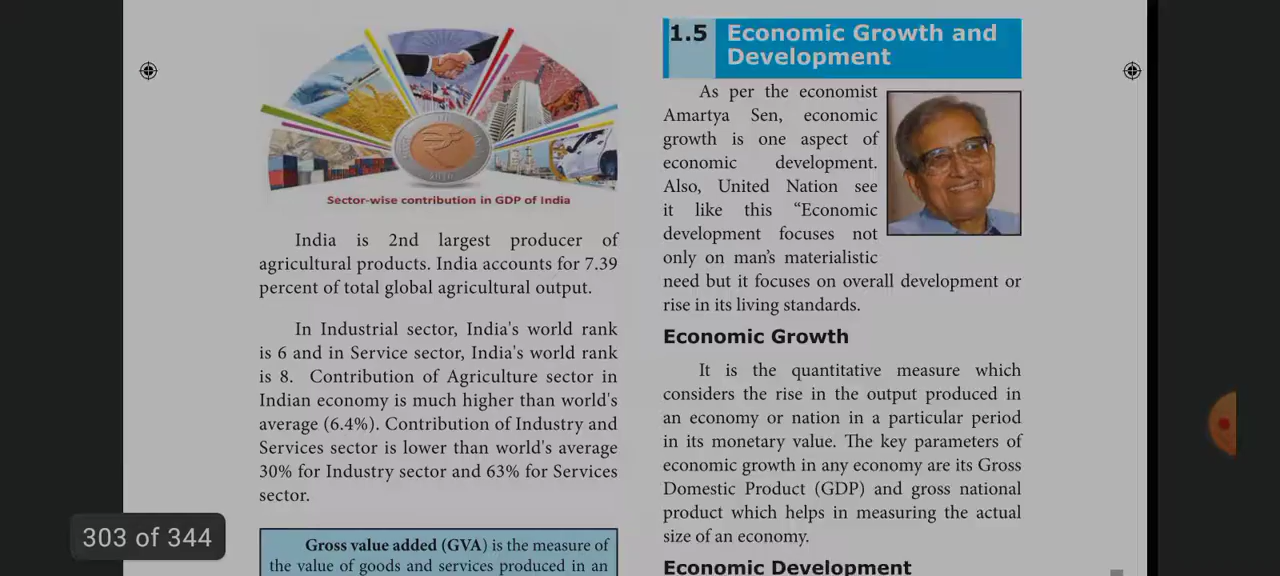 Sector-wise contribution in GDP of India
India is 2nd largest producer of
agricultural products. India accounts for 7.39
percent of total global agricultural output.
In Industrial sector, India's world rank
is 6 and in Service sector, India's world rank
is 8. Contribution of Agriculture sector in
Indian economy is much higher than world's
average (6.4%). Contribution of Industry and
Services sector is lower than world's average
30% for Industry sector and 63% for Services
sector.
Gross value added (GVA) is the measure of
the value of goods and services produced in an
303 of 344
1.5 Economic Growth and
Development
As per the economist
Amartya Sen, economic
growth is one aspect of
economic development.
Also, United Nation see
it like this “Economic
development focuses not
only on man’s materialistic
need but it focuses on overall development or
rise in its living standards.
Economic Growth
It is the quantitative measure which
considers the rise in the output produced in
an economy or nation in a particular period
in its monetary value. The key parameters of
economic growth in any economy are its Gross
Domestic Product (GDP) and gross national
product which helps in measuring the actual
size of an economy.
Economic Development